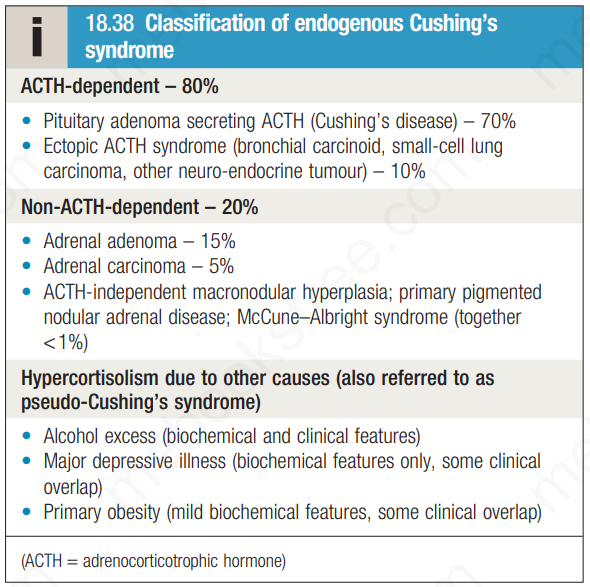 i
18.38 Classification of endogenous Cushing's
syndrome
ACTH-dependent – 80%
• Pituitary adenoma secreting ACTH (Cushing's disease) – 70%
• Ectopic ACTH syndrome (bronchial carcinoid, small-cell lung
carcinoma, other neuro-endocrine tumour) – 10%
Non-ACTH-dependent – 20%
• Adrenal adenoma – 15%
• Adrenal carcinoma – 5%
• ACTH-independent macronodular hyperplasia; primary pigmented
nodular adrenal disease; McCune–Albright syndrome (together
<1%)
Hypercortisolism due to other causes (also referred to as
pseudo-Cushing's syndrome)
• Alcohol excess (biochemical and clinical features)
• Major depressive illness (biochemical features only, some clinical
overlap)
• Primary obesity (mild biochemical features, some clinical overlap)
(ACTH = adrenocorticotrophic hormone)